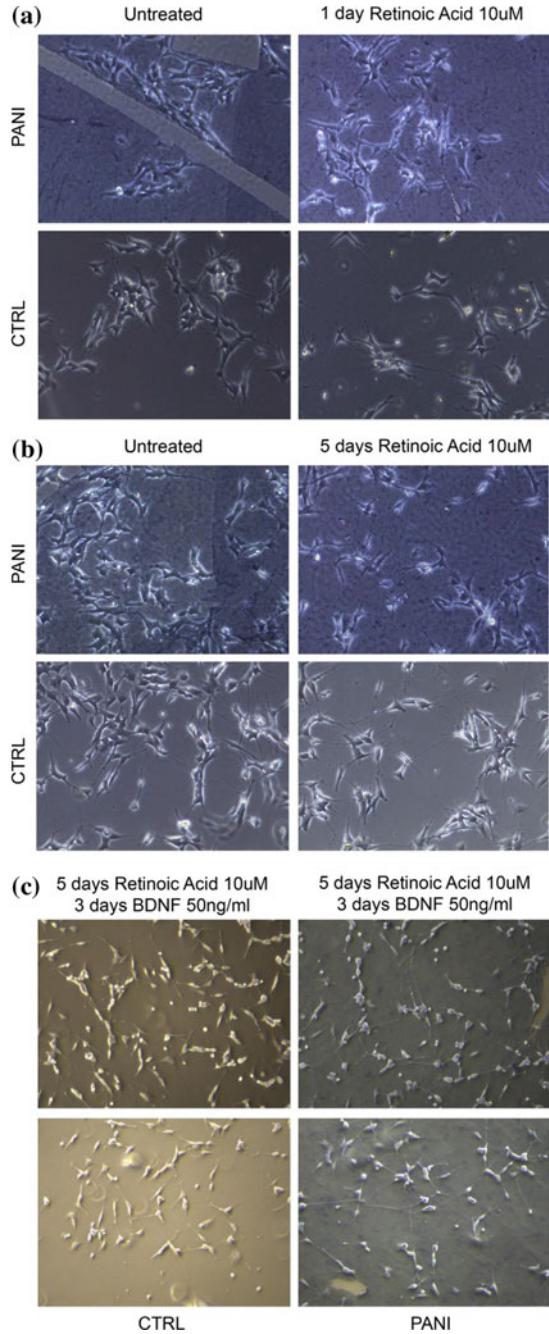 (a)
Untreated
1 day Retinoic Acid 10uM
PANI
CTRL
(b)
Untreated
5 days Retinoic Acid 10uM
PANI
CTRL
(c)
5 days Retinoic Acid 10uM
3 days BDNF 50ng/ml
5 days Retinoic Acid 10uM
3 days BDNF 50ng/ml
CTRL
PANI